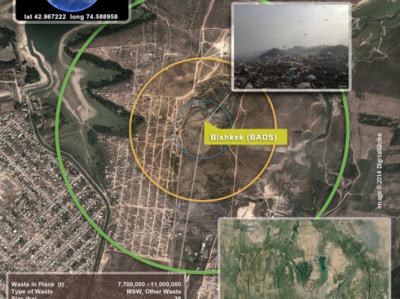 lat 42.967222 long 74.588958
Bishkek (BADS)
Image ©2014 DigitalGlobe
Waste in Place (t) 7,700,000 - 11,000,000
Type of Waste MSW, Other Waste